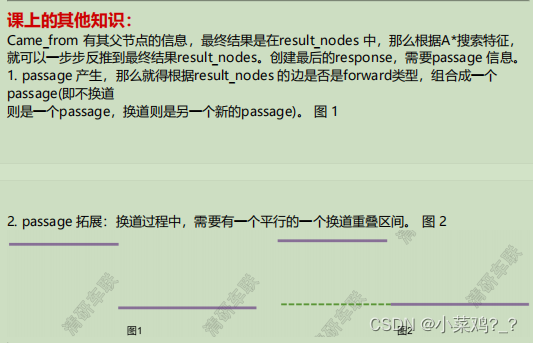 课上的其他知识：
Came_from 有其父节点的信息，最终结果是在result_nodes 中，那么根据A*搜索特征，
就可以一步步反推到最终结果result_nodes。创建最后的response，需要passage 信息。
1. passage 产生，那么就得根据result_nodes 的边是否是forward类型，组合成一个
passage(即不换道
则是一个passage，换道则是另一个新的passage)。 图 1
2. passage 拓展：换道过程中，需要有一个平行的一个换道重叠区间。 图 2
图1
图2
CSDN @小菜鸡?_?